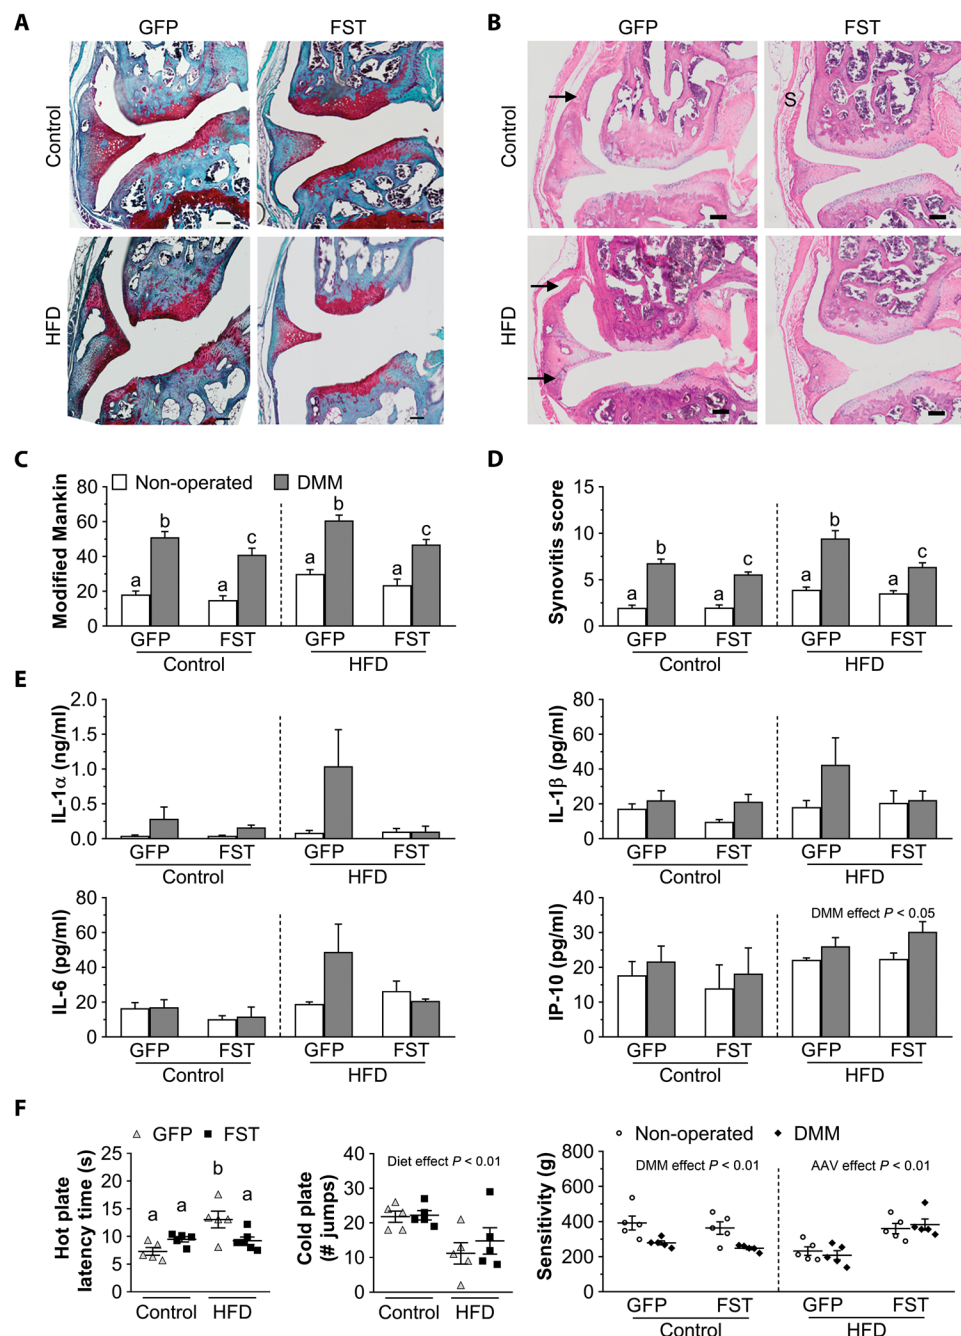 A
GFP
FST
Control
HFD
B
GFP
FST
Control
S
HFD
C
Non-operated
DMM
Modified Mankin
80
60
40
20
0
a
b
a
c
a
b
a
c
GFP
FST
GFP
FST
Control
HFD
D
Synovitis score
15
10
5
0
a
b
a
c
a
b
a
c
GFP
FST
GFP
FST
Control
HFD
E
IL-1α (ng/ml)
2.0
1.5
1.0
0.5
0.0
GFP
FST
GFP
FST
Control
HFD
IL-1β (pg/ml)
80
60
40
20
0
GFP
FST
GFP
FST
Control
HFD
IL-6 (pg/ml)
80
60
40
20
0
GFP
FST
GFP
FST
Control
HFD
IP-10 (pg/ml)
40
30
20
10
0
DMM effect P < 0.05
GFP
FST
GFP
FST
Control
HFD
F
GFP
FST
Hot plate
latency time (s)
25
20
15
10
5
0
a
a
b
a
Control
HFD
Cold plate
(# jumps)
40
30
20
10
0
Diet effect P < 0.01
Control
HFD
Non-operated
DMM
Sensitivity (g)
800
600
400
200
0
DMM effect P < 0.01
AAV effect P < 0.01
GFP
FST
GFP
FST
Control
HFD